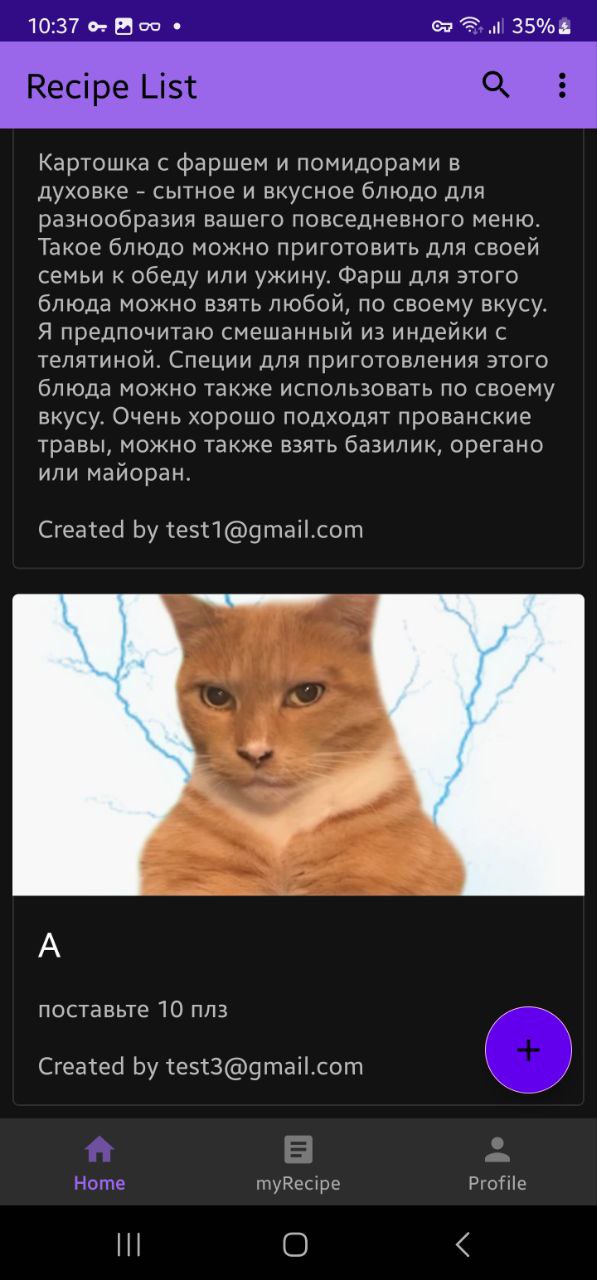 10:37
35%
Recipe List
Картошка с фаршем и помидорами в
духовке - сытное и вкусное блюдо для
разнообразия вашего повседневного меню.
Такое блюдо можно приготовить для своей
семьи к обеду или ужину. Фарш для этого
блюда можно взять любой, по своему вкусу.
Я предпочитаю смешанный из индейки с
телятиной. Специи для приготовления этого
блюда можно также использовать по своему
вкусу. Очень хорошо подходят прованские
травы, можно также взять базилик, орегано
или майоран.
Created by test1@gmail.com
А
поставьте 10 плз
Created by test3@gmail.com
Home
myRecipe
Profile